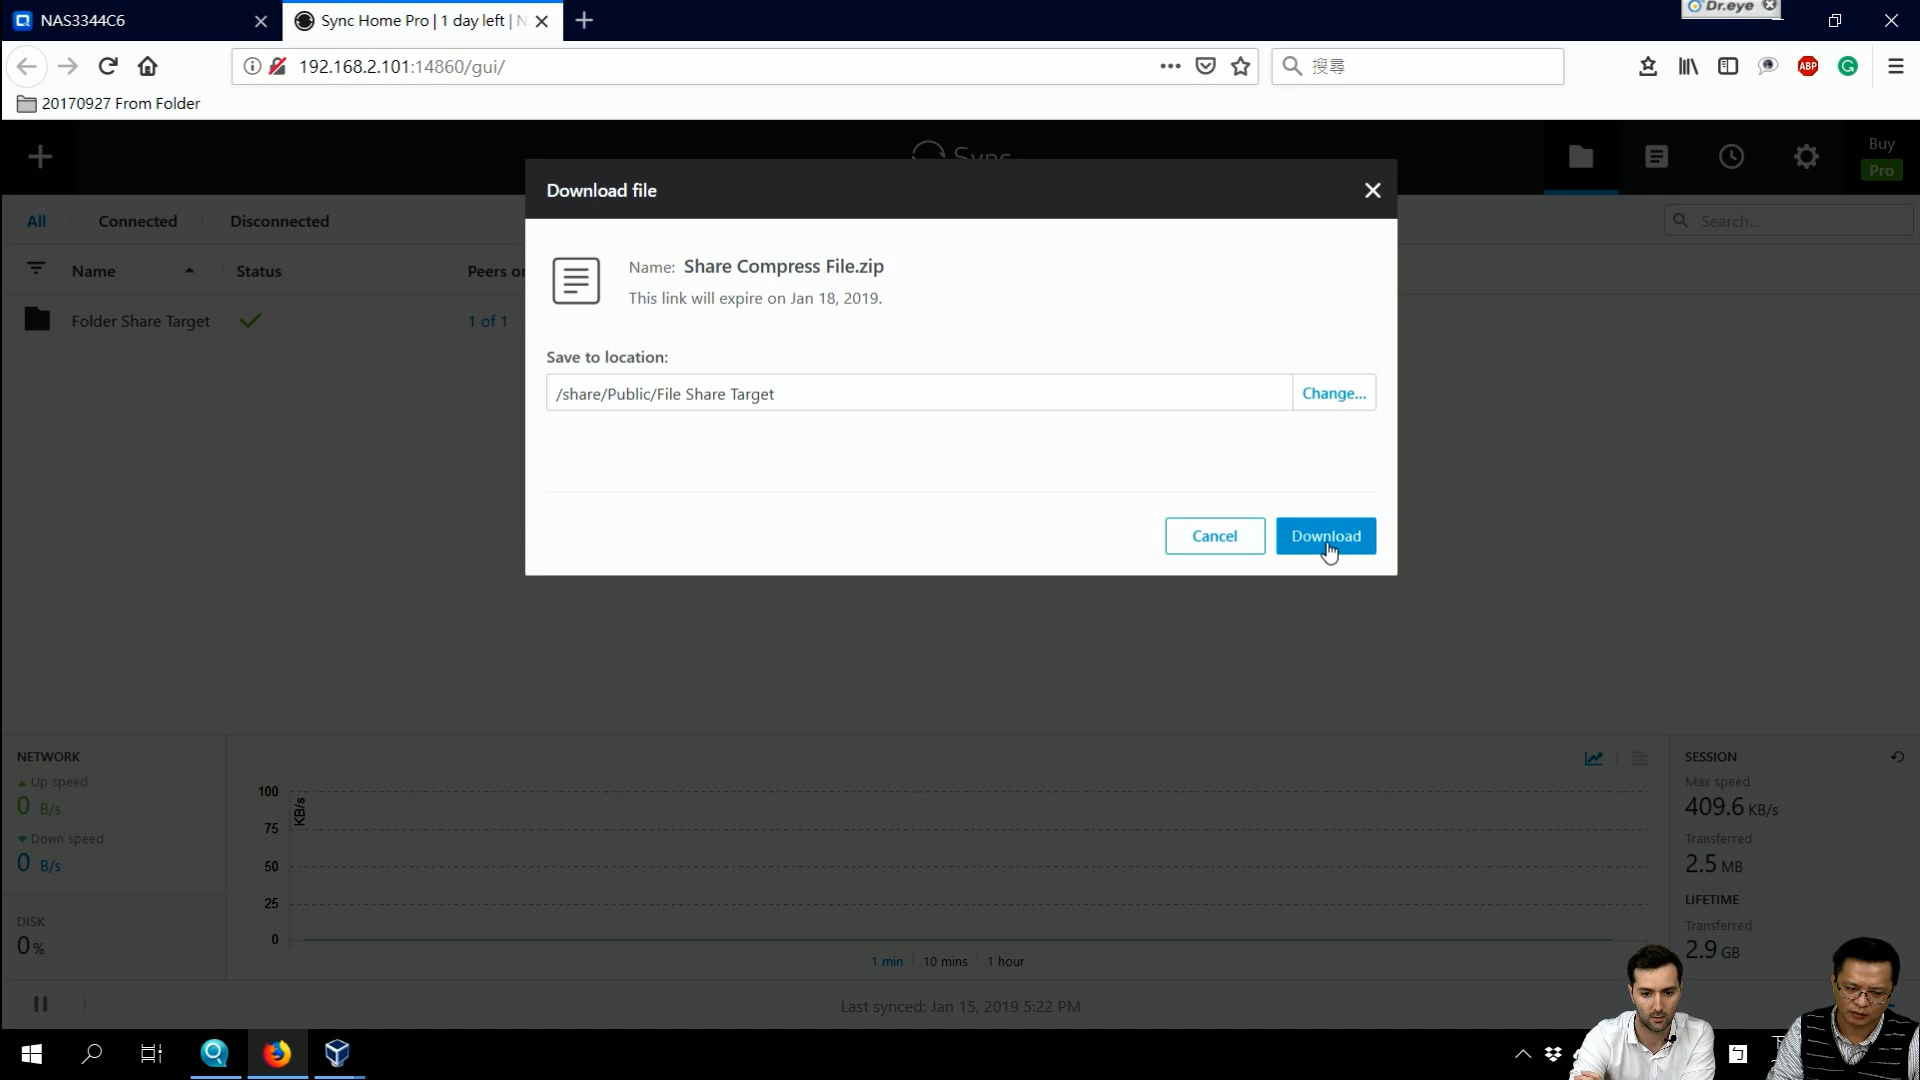 NAS3344C6
Sync Home Pro | 1 day left | N
Dr.eye
192.168.2.101:14860/gui/
搜尋
ABP
20170927 From Folder
Sync
Buy
Pro
Download file
All
Connected
Disconnected
Search...
Name
Status
Peers on
Folder Share Target
1 of 1
Name: Share Compress File.zip
This link will expire on Jan 18, 2019.
Save to location:
/share/Public/File Share Target
Change...
Cancel
Download
NETWORK
Up speed
0 B/s
Down speed
0 B/s
DISK
0%
100
75
50
25
0
KB/s
1 min
10 mins
1 hour
SESSION
Max speed
409.6 KB/s
Transferred
2.5 MB
LIFETIME
Transferred
2.9 GB
Last synced: Jan 15, 2019 5:22 PM